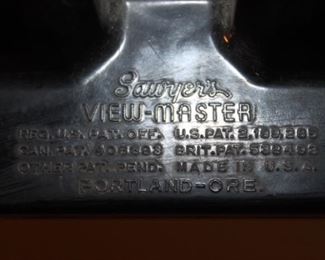 Sawyer's
VIEW-MASTER
REG. U.S. PAT. OFF. U.S. PAT. 2,189,285
CAN. PAT. BRIT. PAT.
OTHER PAT. PEND. MADE IN U.S.A.
PORTLAND-ORE.